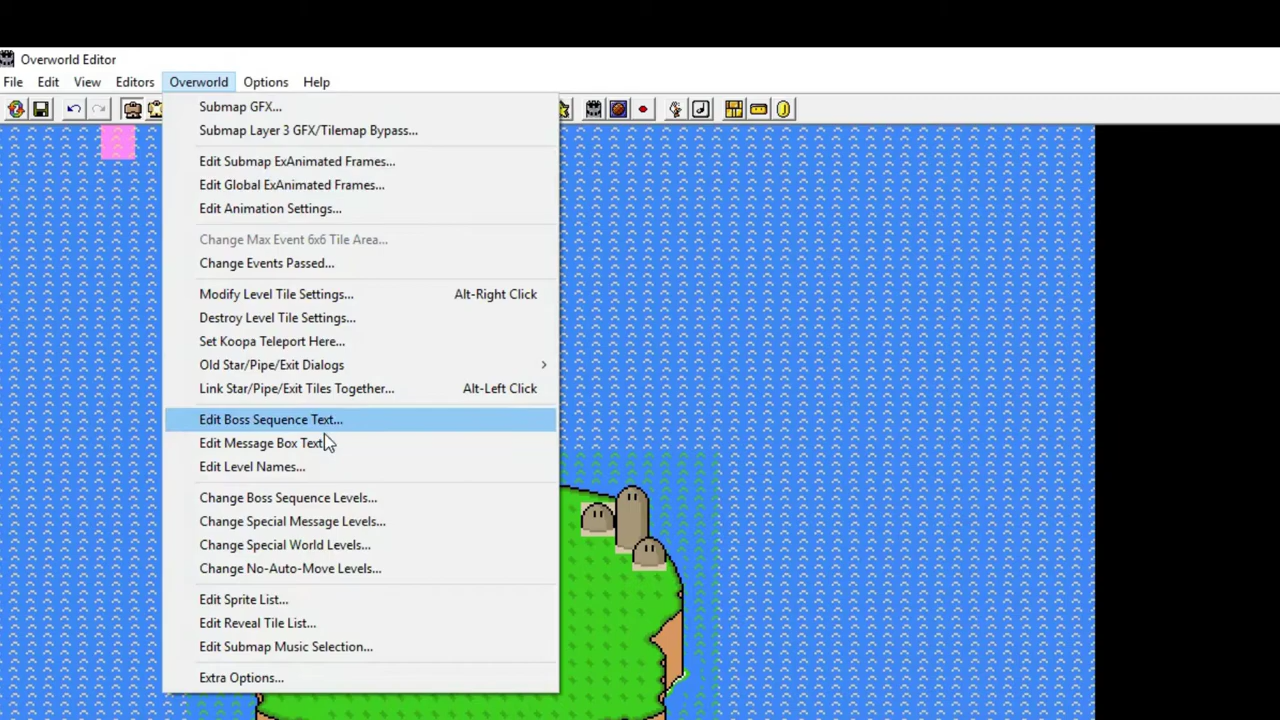 Overworld Editor
File Edit View Editors Overworld Options Help
Submap GFX...
Submap Layer 3 GFX/Tilemap Bypass...
Edit Submap ExAnimated Frames...
Edit Global ExAnimated Frames...
Edit Animation Settings...
Change Max Event 6x6 Tile Area...
Change Events Passed...
Modify Level Tile Settings... Alt-Right Click
Destroy Level Tile Settings...
Set Koopa Teleport Here...
Old Star/Pipe/Exit Dialogs
Link Star/Pipe/Exit Tiles Together... Alt-Left Click
Edit Boss Sequence Text...
Edit Message Box Text
Edit Level Names...
Change Boss Sequence Levels...
Change Special Message Levels...
Change Special World Levels...
Change No-Auto-Move Levels...
Edit Sprite List...
Edit Reveal Tile List...
Edit Submap Music Selection...
Extra Options...